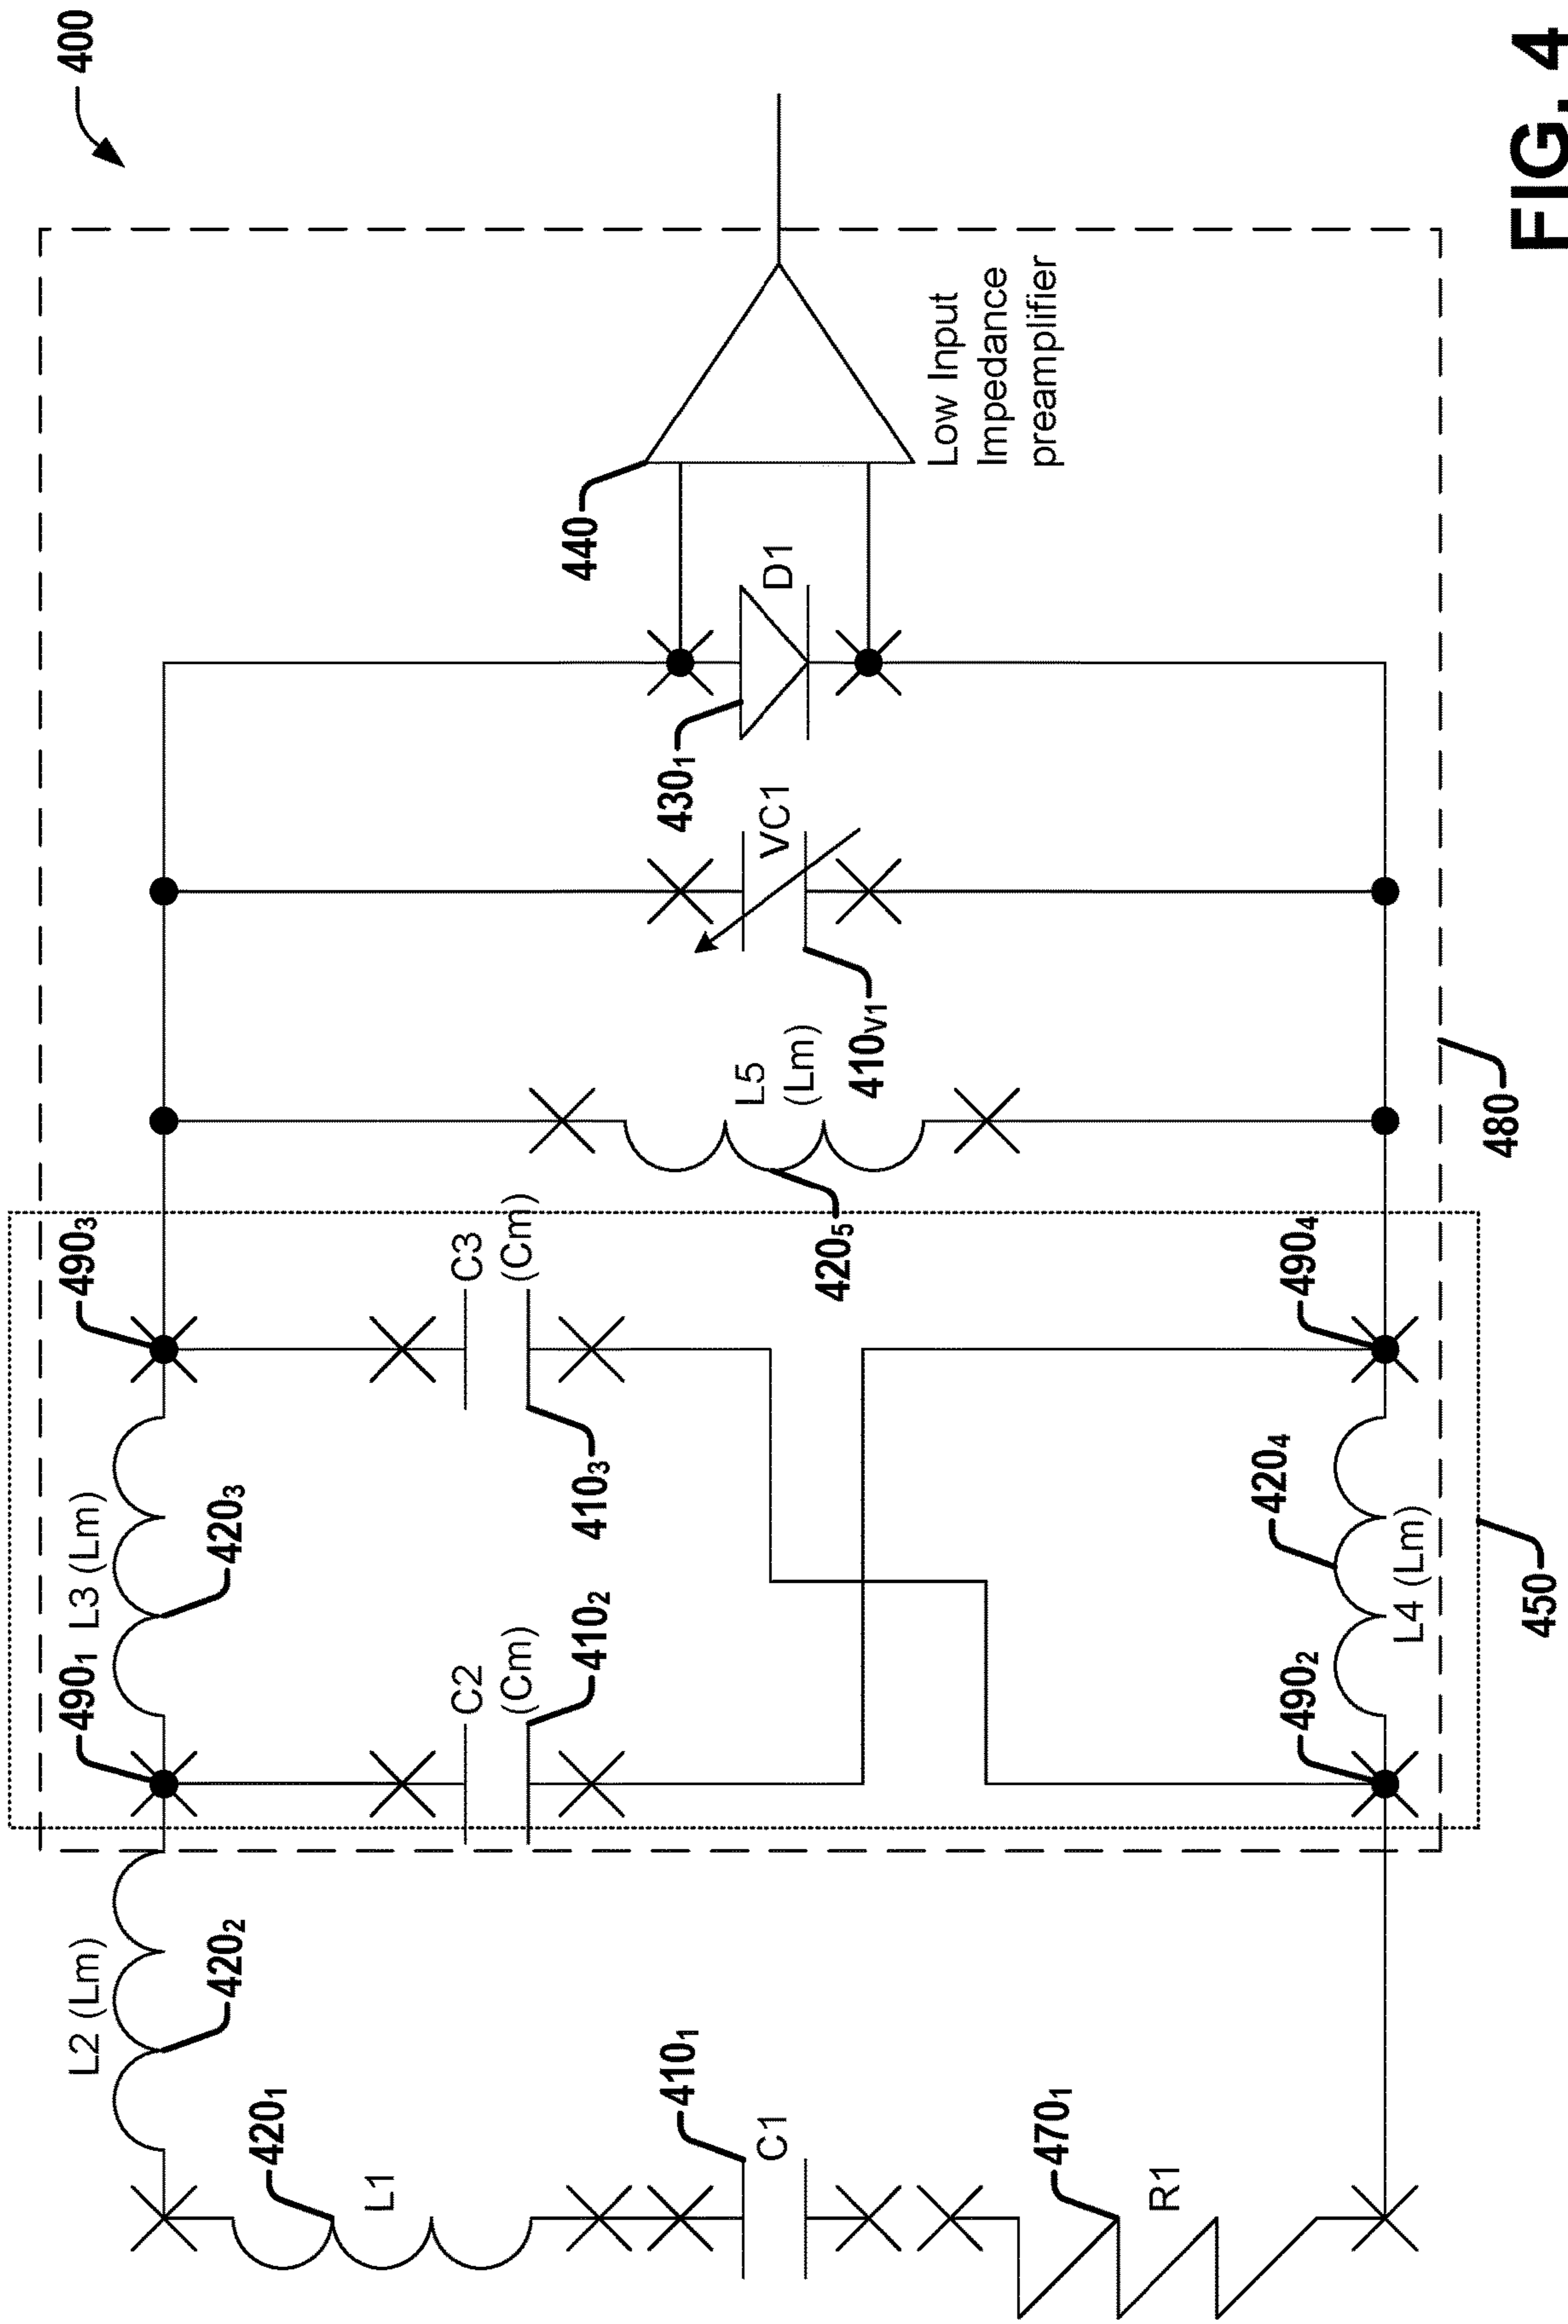 400
490₁
L3 (Lm)
420₃
490₃
L2 (Lm)
420₂
420₁
L1
C2
(Cm)
410₂
C3
(Cm)
410₃
440
Low Input
Impedance
preamplifier
430₁
D1
VC1
410V1
L5
(Lm)
420₅
410₁
C1
470₁
R1
490₂
420₄
L4 (Lm)
490₄
450
480
FIG. 4